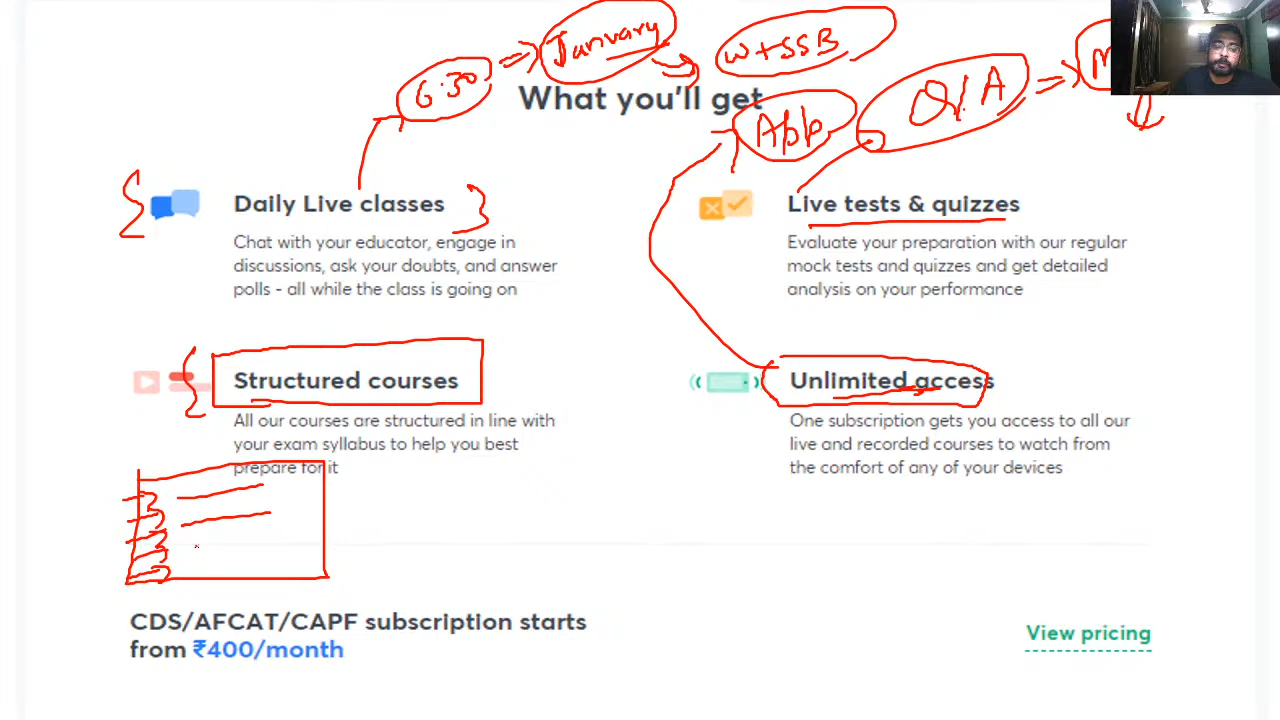 6.30 => January → W+SSB
What you'll get
App
Q/A =>
Daily Live classes
Chat with your educator, engage in
discussions, ask your doubts, and answer
polls - all while the class is going on
Live tests & quizzes
Evaluate your preparation with our regular
mock tests and quizzes and get detailed
analysis on your performance
Structured courses
All our courses are structured in line with
your exam syllabus to help you best
prepare for it
Unlimited access
One subscription gets you access to all our
live and recorded courses to watch from
the comfort of any of your devices
CDS/AFCAT/CAPF subscription starts
from ₹400/month
View pricing